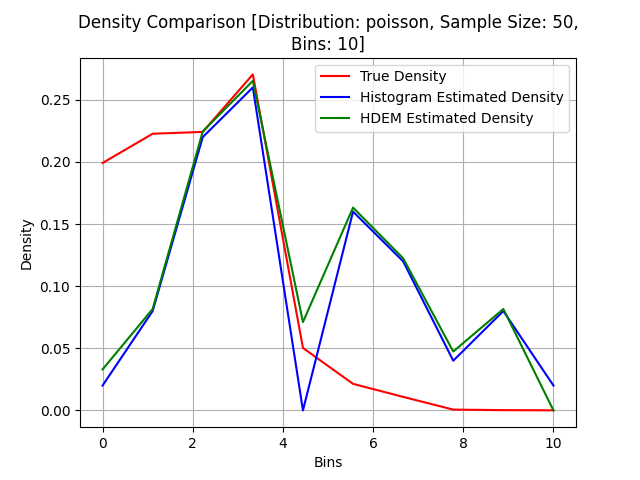 Density Comparison [Distribution: poisson, Sample Size: 50,
Bins: 10]
True Density
Histogram Estimated Density
HDEM Estimated Density
Density
0.25
0.20
0.15
0.10
0.05
0.00
0 2 4 6 8 10
Bins